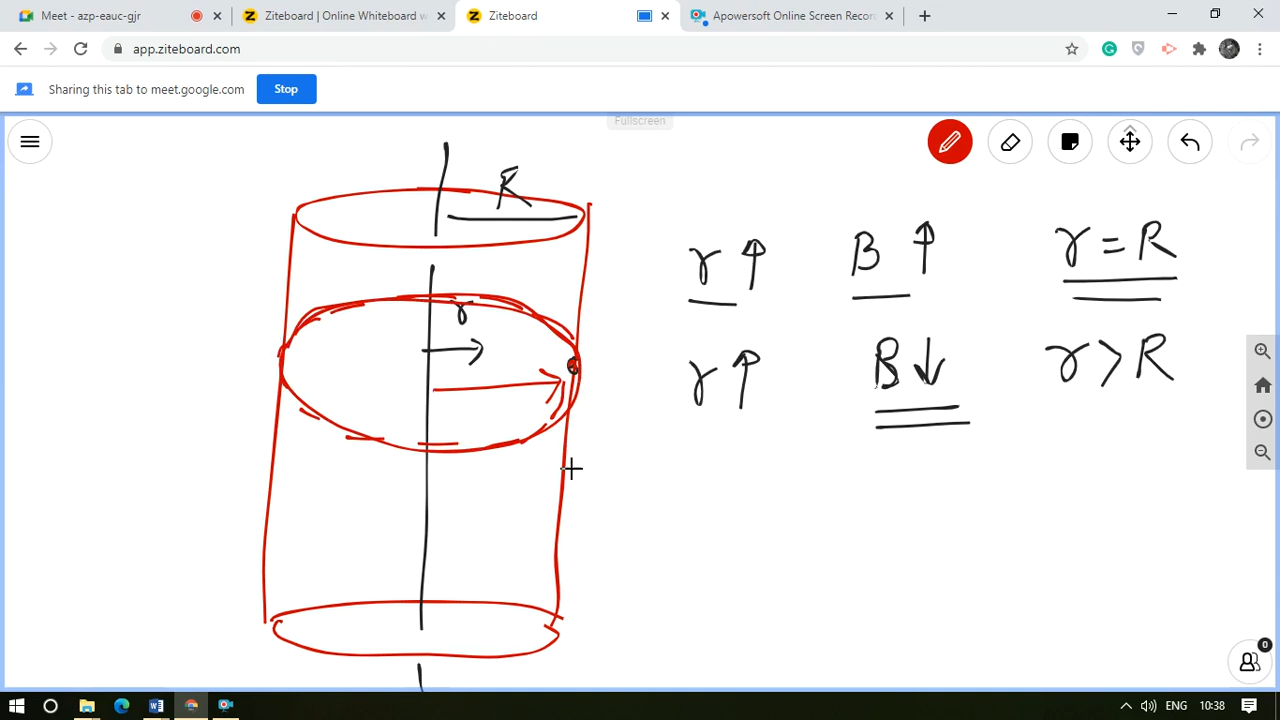 Meet - azp-eauc-gjr
Ziteboard | Online Whiteboard w
Ziteboard
Apowersoft Online Screen Recor
app.ziteboard.com
Sharing this tab to meet.google.com
Stop
Fullscreen
R
r
r ↑ B ↑ r = R
r ↑ B ↓ r > R
0
ENG 10:38